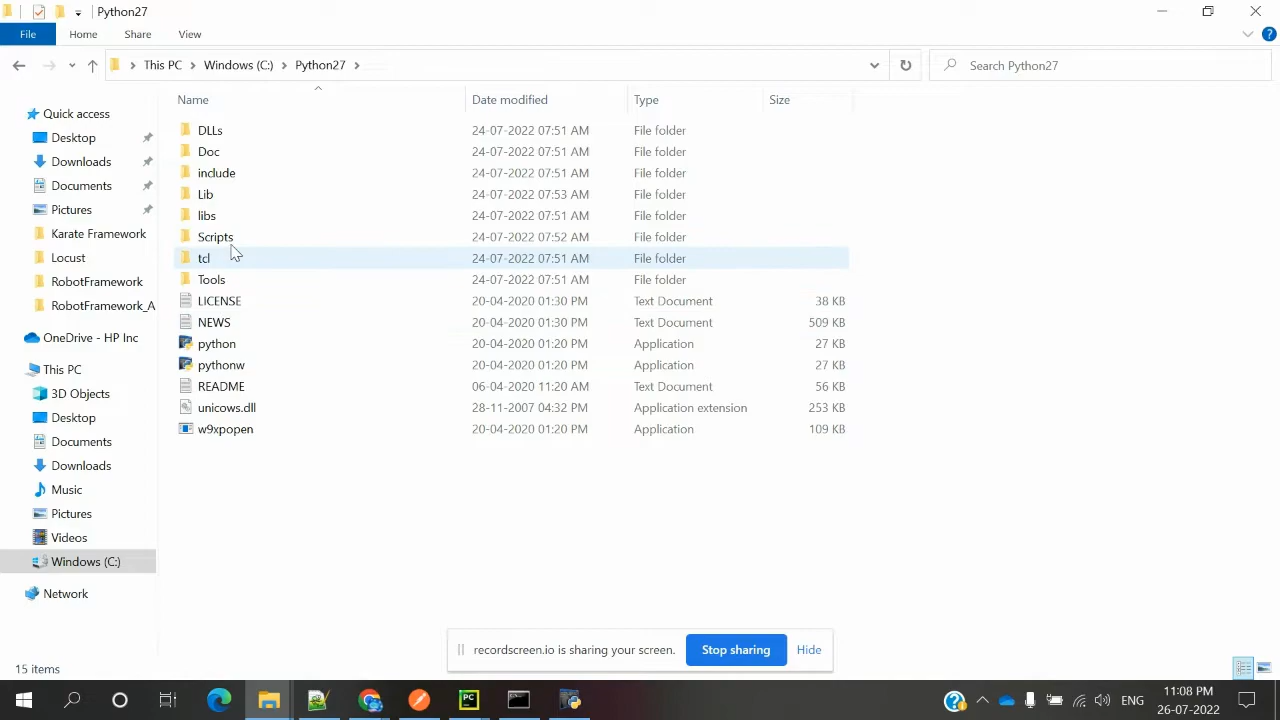 Python27
File Home Share View
This PC Windows (C:) Python27 Search Python27
Name Date modified Type Size
Quick access
Desktop
Downloads
Documents
Pictures
Karate Framework
Locust
RobotFramework
RobotFramework_A
OneDrive - HP Inc
This PC
3D Objects
Desktop
Documents
Downloads
Music
Pictures
Videos
Windows (C:)
Network
DLLs 24-07-2022 07:51 AM File folder
Doc 24-07-2022 07:51 AM File folder
include 24-07-2022 07:51 AM File folder
Lib 24-07-2022 07:53 AM File folder
libs 24-07-2022 07:51 AM File folder
Scripts 24-07-2022 07:52 AM File folder
tcl 24-07-2022 07:51 AM File folder
Tools 24-07-2022 07:51 AM File folder
LICENSE 20-04-2020 01:30 PM Text Document 38 KB
NEWS 20-04-2020 01:30 PM Text Document 509 KB
python 20-04-2020 01:20 PM Application 27 KB
pythonw 20-04-2020 01:20 PM Application 27 KB
README 06-04-2020 11:20 AM Text Document 56 KB
unicows.dll 28-11-2007 04:32 PM Application extension 253 KB
w9xpopen 20-04-2020 01:20 PM Application 109 KB
recordscreen.io is sharing your screen. Stop sharing Hide
15 items
ENG
11:08 PM
26-07-2022